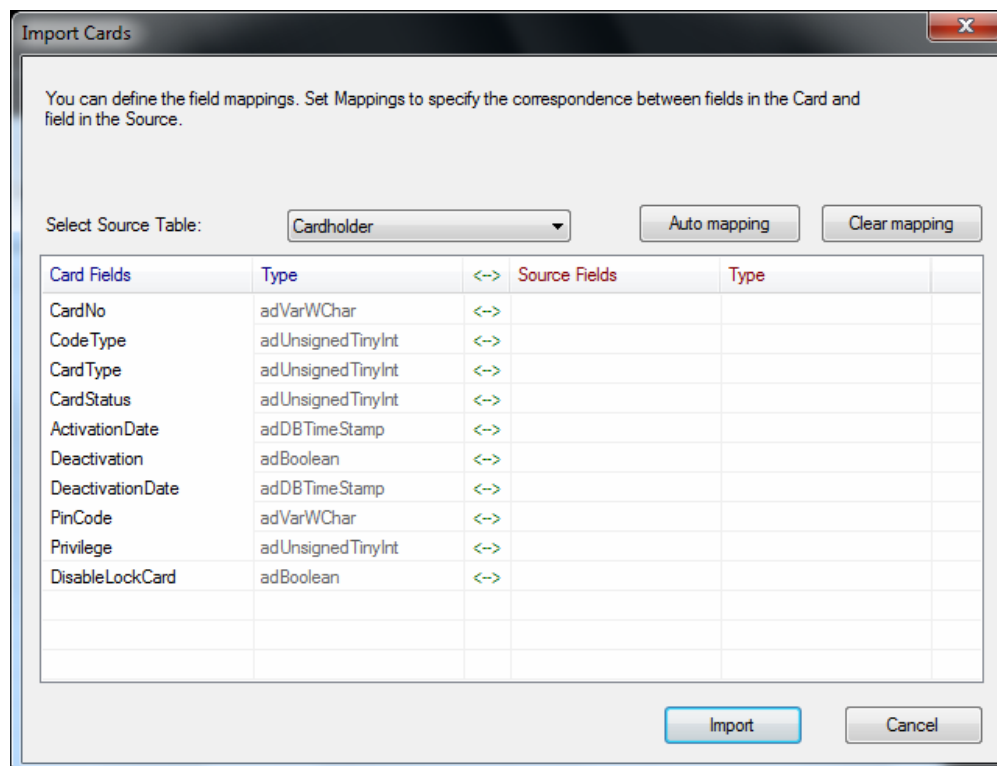 Import Cards
You can define the field mappings. Set Mappings to specify the correspondence between fields in the Card and
field in the Source.
Select Source Table: Cardholder Auto mapping Clear mapping
Card Fields Type <--> Source Fields Type
CardNo adVarWChar <-->
CodeType adUnsignedTinyInt <-->
CardType adUnsignedTinyInt <-->
CardStatus adUnsignedTinyInt <-->
ActivationDate adDBTimeStamp <-->
Deactivation adBoolean <-->
DeactivationDate adDBTimeStamp <-->
PinCode adVarWChar <-->
Privilege adUnsignedTinyInt <-->
DisableLockCard adBoolean <-->
Import Cancel